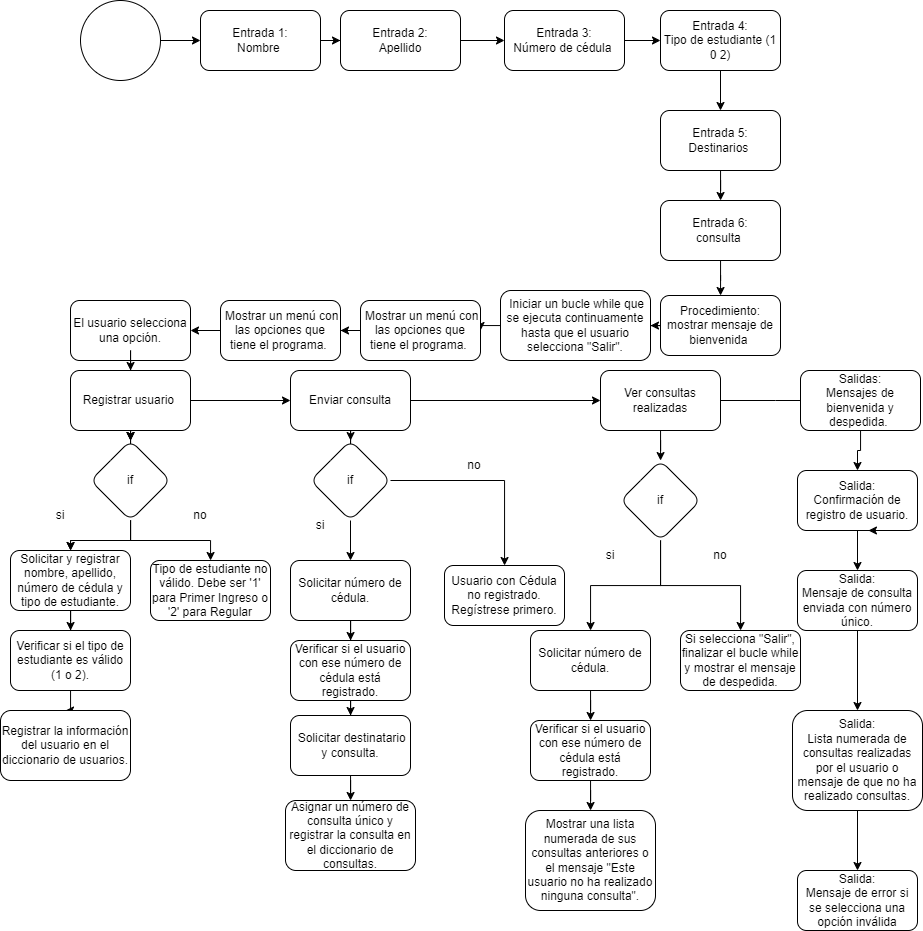 Entrada 1:
Nombre
Entrada 2:
Apellido
Entrada 3:
Número de cédula
Entrada 4:
Tipo de estudiante (1
0 2)
Entrada 5:
Destinarios
Entrada 6:
consulta
Procedimiento:
mostrar mensaje de
bienvenida
Iniciar un bucle while que
se ejecuta continuamente
hasta que el usuario
selecciona "Salir".
Mostrar un menú con
las opciones que
tiene el programa.
Mostrar un menú con
las opciones que
tiene el programa.
El usuario selecciona
una opción.
Registrar usuario
Enviar consulta
Ver consultas
realizadas
Salidas:
Mensajes de
bienvenida y
despedida.
if
si
no
Solicitar y registrar
nombre, apellido,
número de cédula y
tipo de estudiante.
Tipo de estudiante no
válido. Debe ser '1'
para Primer Ingreso o
'2' para Regular
Verificar si el tipo de
estudiante es válido
(1 o 2).
Registrar la información
del usuario en el
diccionario de usuarios.
if
no
si
Solicitar número de
cédula.
Usuario con Cédula
no registrado.
Regístrese primero.
Verificar si el usuario
con ese número de
cédula está
registrado.
Solicitar destinatario
y consulta.
Asignar un número de
consulta único y
registrar la consulta en
el diccionario de
consultas.
if
si
no
Solicitar número de
cédula.
Si selecciona "Salir",
finalizar el bucle while
y mostrar el mensaje
de despedida.
Verificar si el usuario
con ese número de
cédula está
registrado.
Mostrar una lista
numerada de sus
consultas anteriores o
el mensaje "Este
usuario no ha realizado
ninguna consulta".
Salida:
Confirmación de
registro de usuario.
Salida:
Mensaje de consulta
enviada con número
único.
Salida:
Lista numerada de
consultas realizadas
por el usuario o
mensaje de que no ha
realizado consultas.
Salida:
Mensaje de error si
se selecciona una
opción inválida